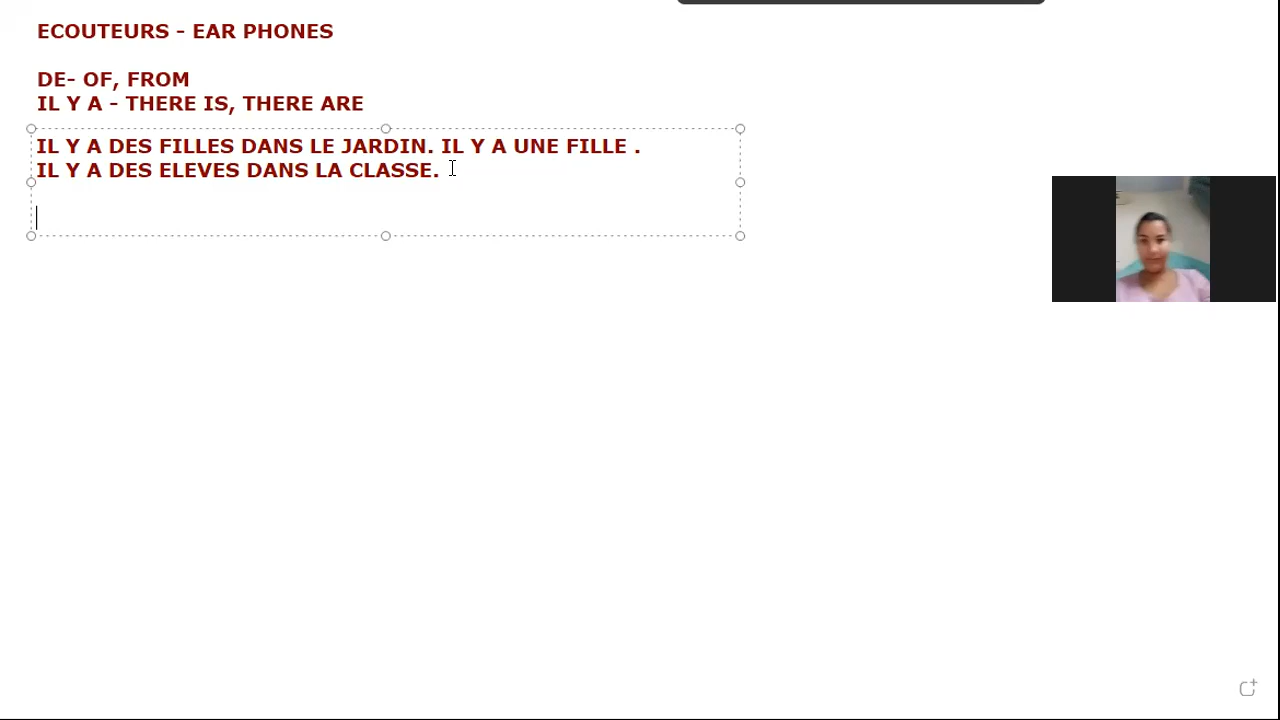 ECOUTEURS - EAR PHONES
DE- OF, FROM
IL Y A - THERE IS, THERE ARE
IL Y A DES FILLES DANS LE JARDIN. IL Y A UNE FILLE .
IL Y A DES ELEVES DANS LA CLASSE.